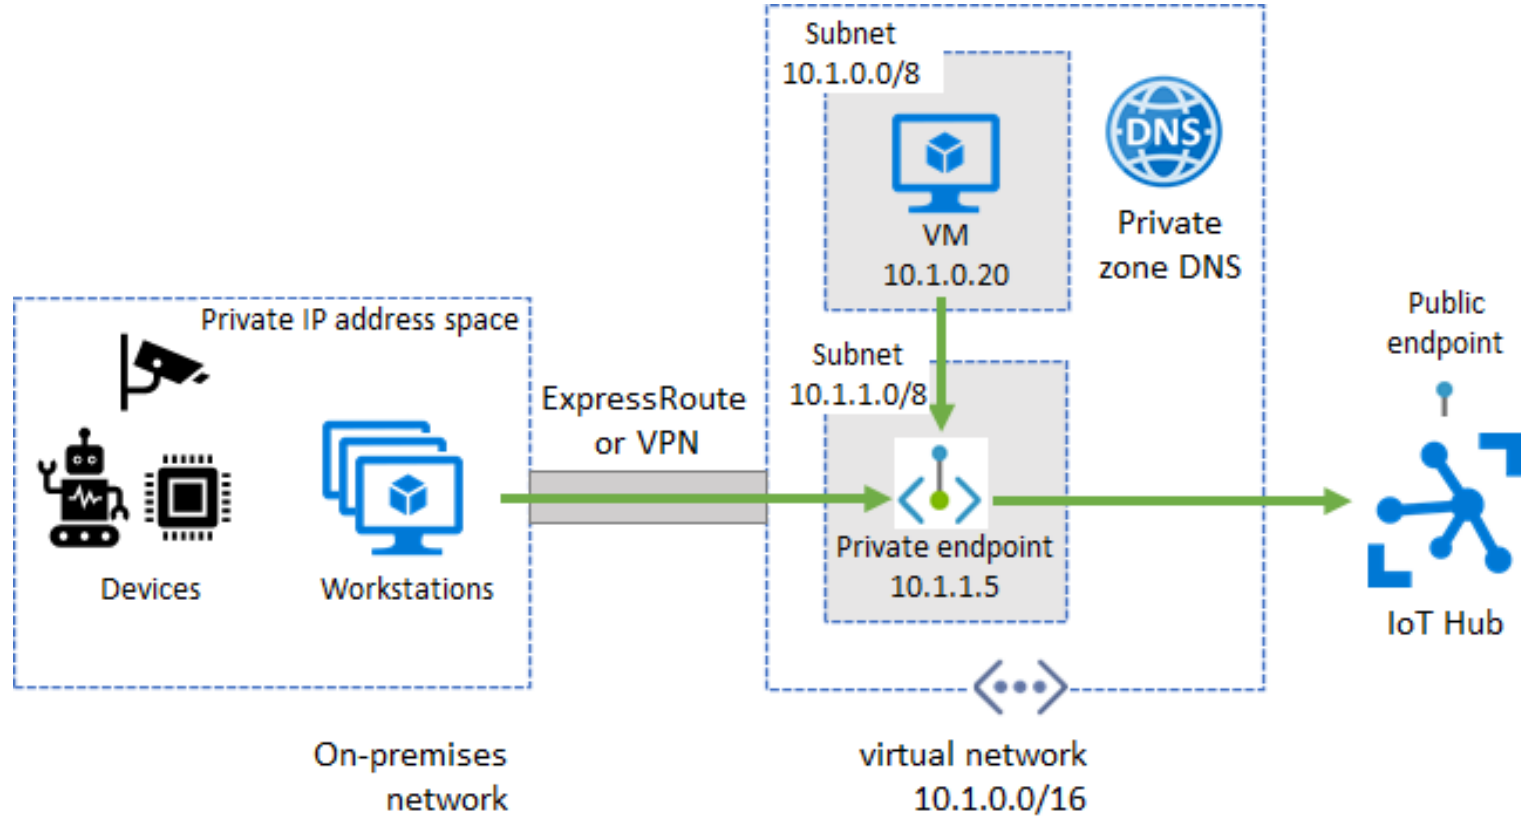 Subnet
10.1.0.0/8
VM
10.1.0.20
DNS
Private
zone DNS
Private IP address space
Devices
Workstations
On-premises
network
ExpressRoute
or VPN
Subnet
10.1.1.0/8
Private endpoint
10.1.1.5
virtual network
10.1.0.0/16
Public
endpoint
IoT Hub